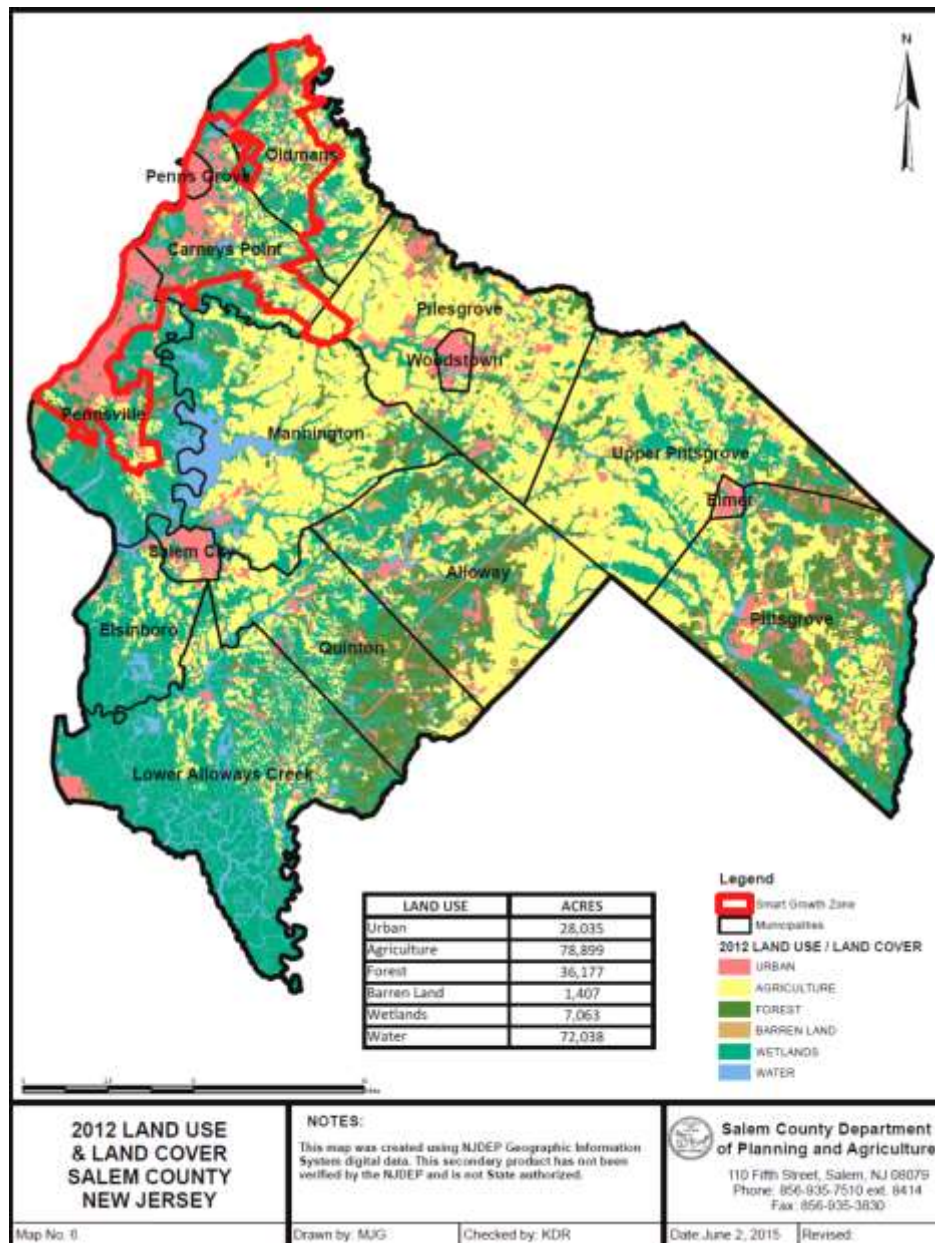 N
Oldmans
Penns Grove
Carneys Point
Pilesgrove
Woodstown
Pennsville
Mannington
Upper Pittsgrove
Elmer
Salem City
Alloway
Pittsgrove
Elsinboro
Quinton
Lower Alloways Creek
LAND USE ACRES
Urban 28,035
Agriculture 78,899
Forest 36,177
Barren Land 1,407
Wetlands 7,063
Water 72,038
Legend
Smart Growth Zone
Municipalities
2012 LAND USE / LAND COVER
URBAN
AGRICULTURE
FOREST
BARREN LAND
WETLANDS
WATER
2012 LAND USE
& LAND COVER
SALEM COUNTY
NEW JERSEY
Map No. 6
NOTES:
This map was created using NJDEP Geographic Information
System digital data. This secondary product has not been
verified by the NJDEP and is not State authorized.
Drawn by: MJG
Checked by: KDR
Salem County Department
of Planning and Agriculture
110 Fifth Street, Salem, NJ 08079
Phone: 856-935-7510 ext. 8414
Fax: 856-935-3830
Date June 2, 2015
Revised: